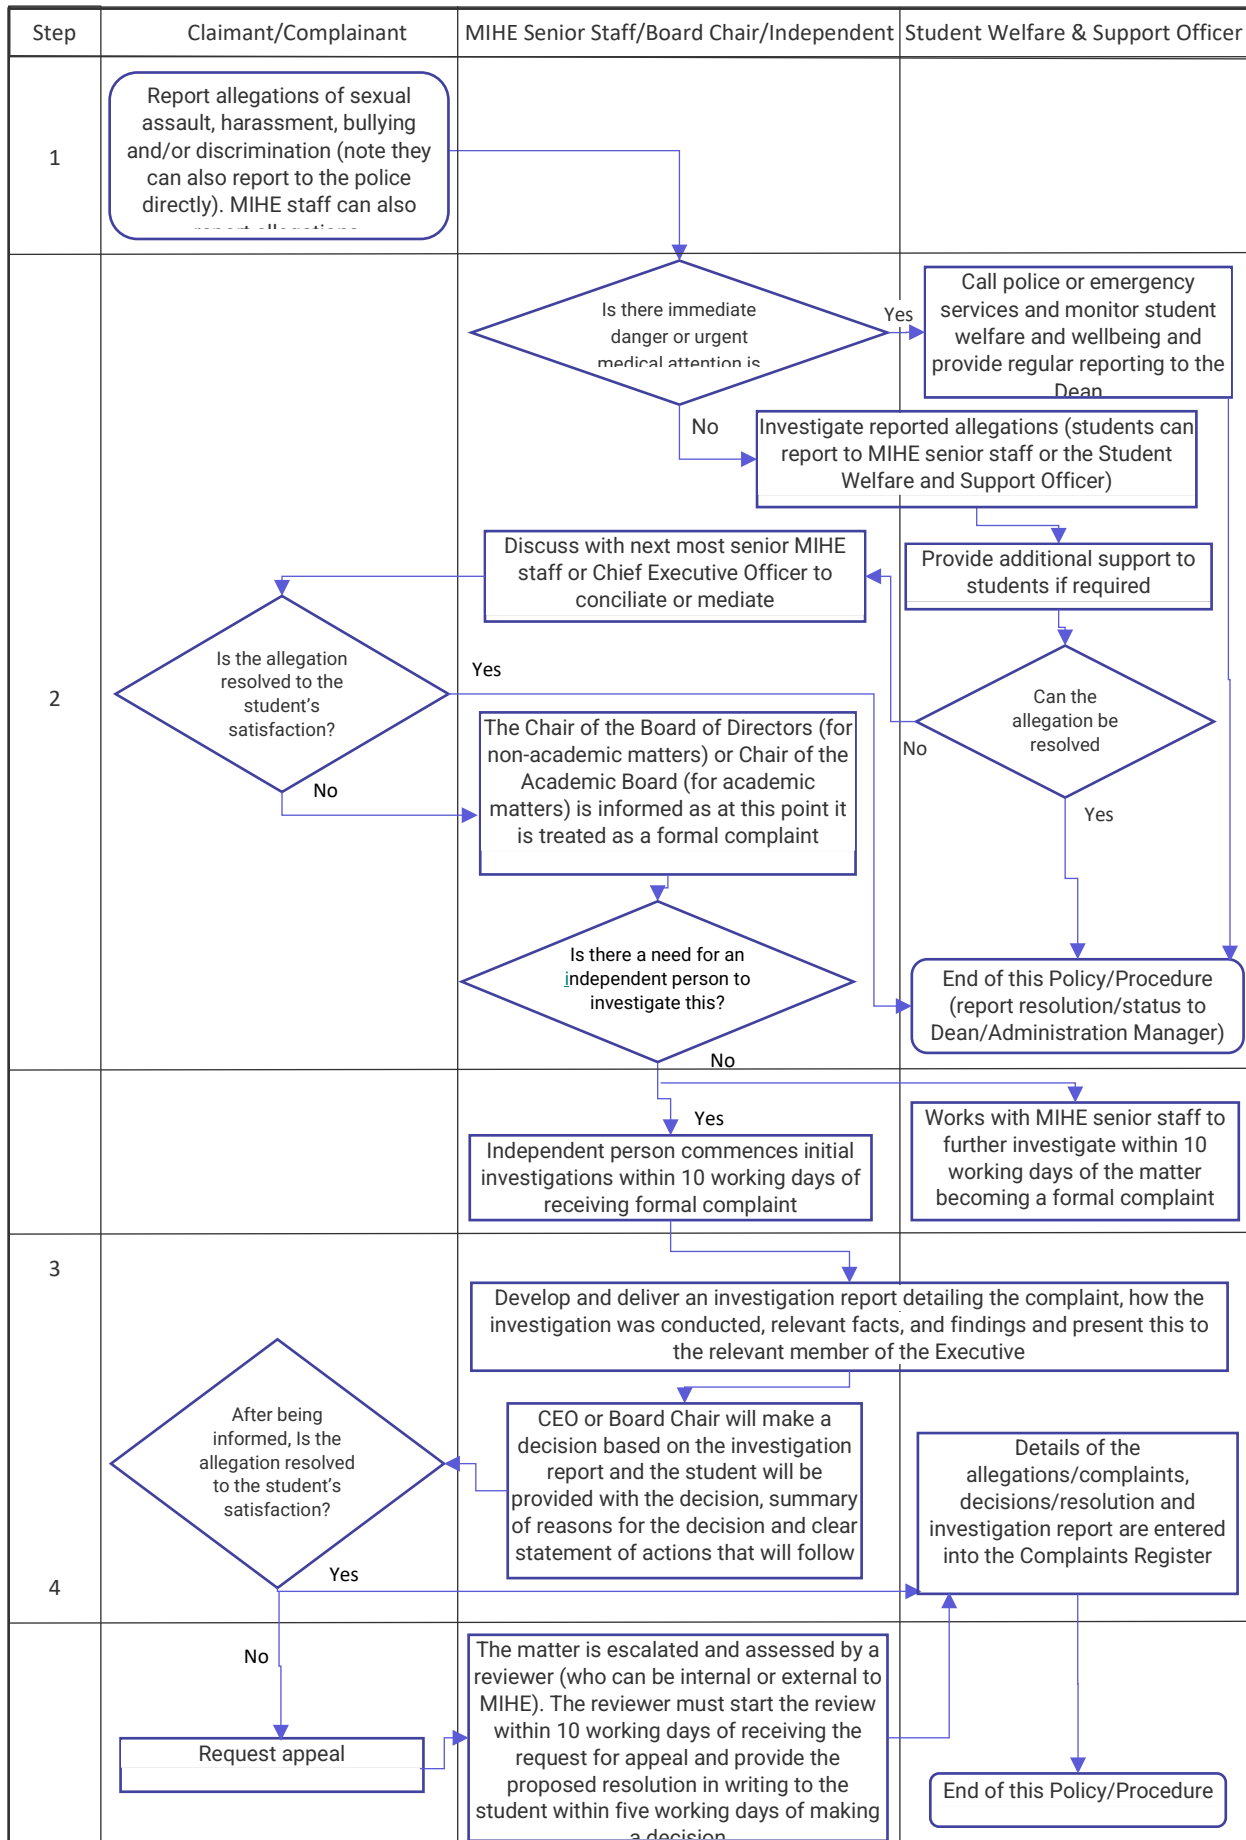 Step
Claimant/Complainant
MIHE Senior Staff/Board Chair/Independent
Student Welfare & Support Officer
1
Report allegations of sexual
assault, harassment, bullying
and/or discrimination (note they
can also report to the police
directly). MIHE staff can also
report allegations
2
Is there immediate
danger or urgent
medical attention is
Yes
Call police or emergency
services and monitor student
welfare and wellbeing and
provide regular reporting to the
Dean
No
Investigate reported allegations (students can
report to MIHE senior staff or the Student
Welfare and Support Officer)
Discuss with next most senior MIHE
staff or Chief Executive Officer to
conciliate or mediate
Provide additional support to
students if required
Is the allegation
resolved to the
student's
satisfaction?
Yes
Can the
allegation be
resolved
No
The Chair of the Board of Directors (for
non-academic matters) or Chair of the
Academic Board (for academic
matters) is informed as at this point it
is treated as a formal complaint
No
Yes
Is there a need for an
independent person to
investigate this?
End of this Policy/Procedure
(report resolution/status to
Dean/Administration Manager)
No
Yes
Works with MIHE senior staff to
further investigate within 10
working days of the matter
becoming a formal complaint
Independent person commences initial
investigations within 10 working days of
receiving formal complaint
3
Develop and deliver an investigation report detailing the complaint, how the
investigation was conducted, relevant facts, and findings and present this to
the relevant member of the Executive
After being
informed, Is the
allegation resolved
to the student's
satisfaction?
CEO or Board Chair will make a
decision based on the investigation
report and the student will be
provided with the decision, summary
of reasons for the decision and clear
statement of actions that will follow
Details of the
allegations/complaints,
decisions/resolution and
investigation report are entered
into the Complaints Register
Yes
4
No
The matter is escalated and assessed by a
reviewer (who can be internal or external to
MIHE). The reviewer must start the review
within 10 working days of receiving the
request for appeal and provide the
proposed resolution in writing to the
student within five working days of making
a decision
Request appeal
End of this Policy/Procedure